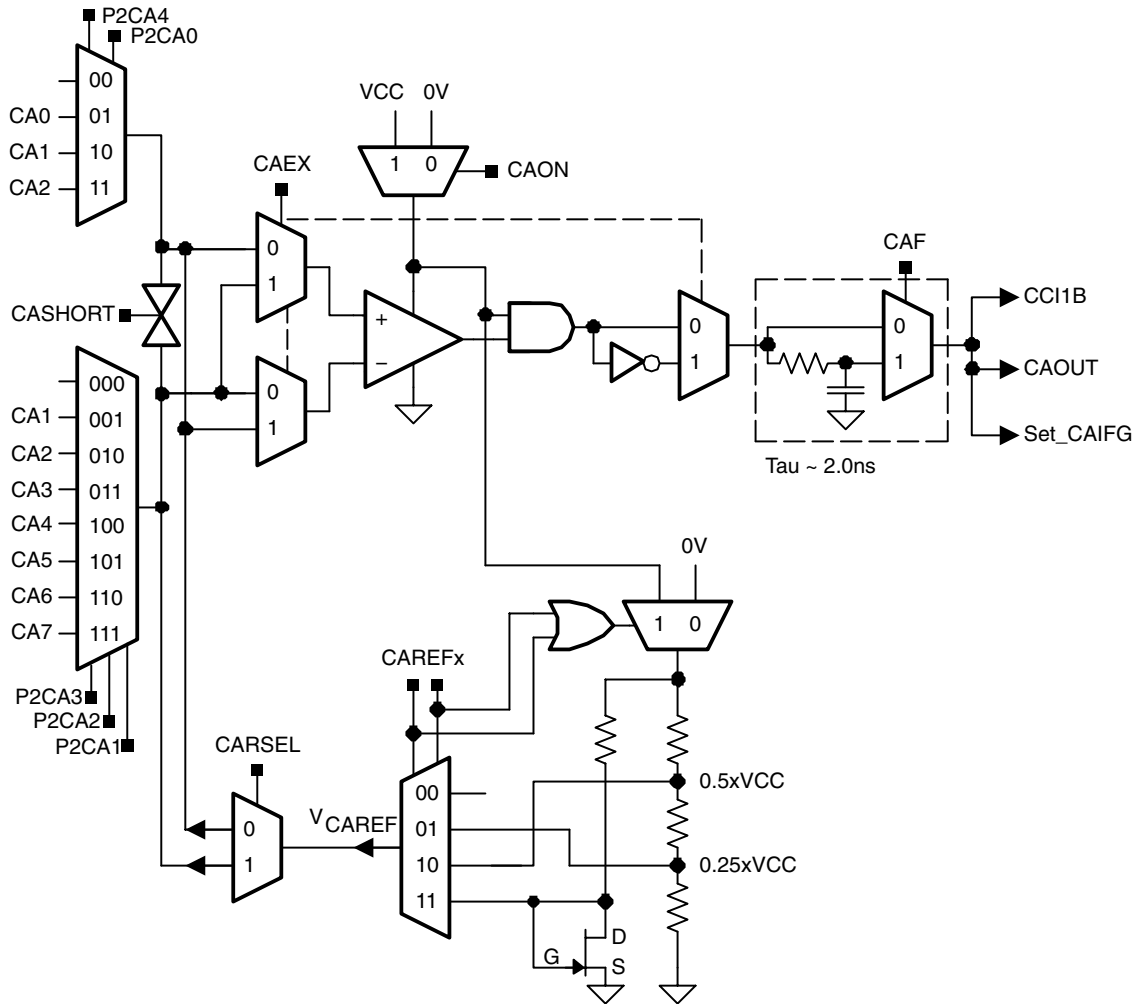 P2CA4
P2CA0
00
CA0 01
CA1 10
CA2 11
VCC 0V
1 0
CAON
CAEX
0
1
CASHORT
+
−
0
1
0
1
CAF
0
1
CCI1B
CAOUT
Set_CAIFG
Tau ~ 2.0ns
000
CA1 001
CA2 010
CA3 011
CA4 100
CA5 101
CA6 110
CA7 111
P2CA3
P2CA2
P2CA1
0V
1 0
CAREFx
CARSEL
0
1
VCAREF
00
01
10
11
0.5xVCC
0.25xVCC
D
G
S